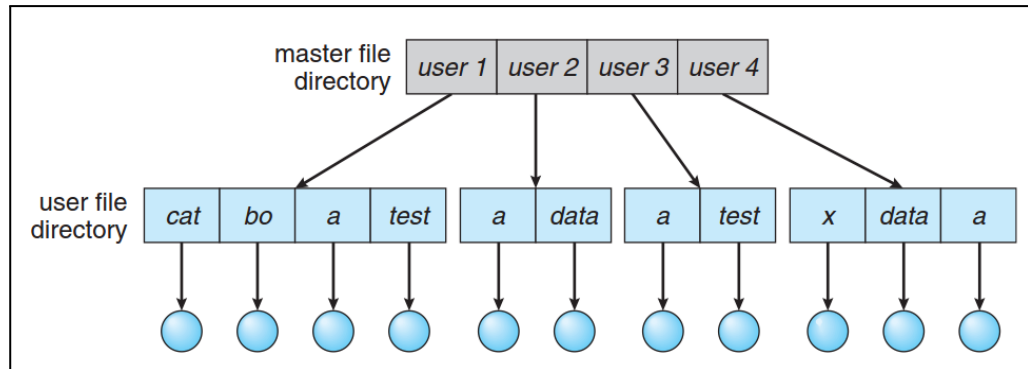 master file
directory
user 1 user 2 user 3 user 4
user file
directory
cat bo a test a data a test x data a